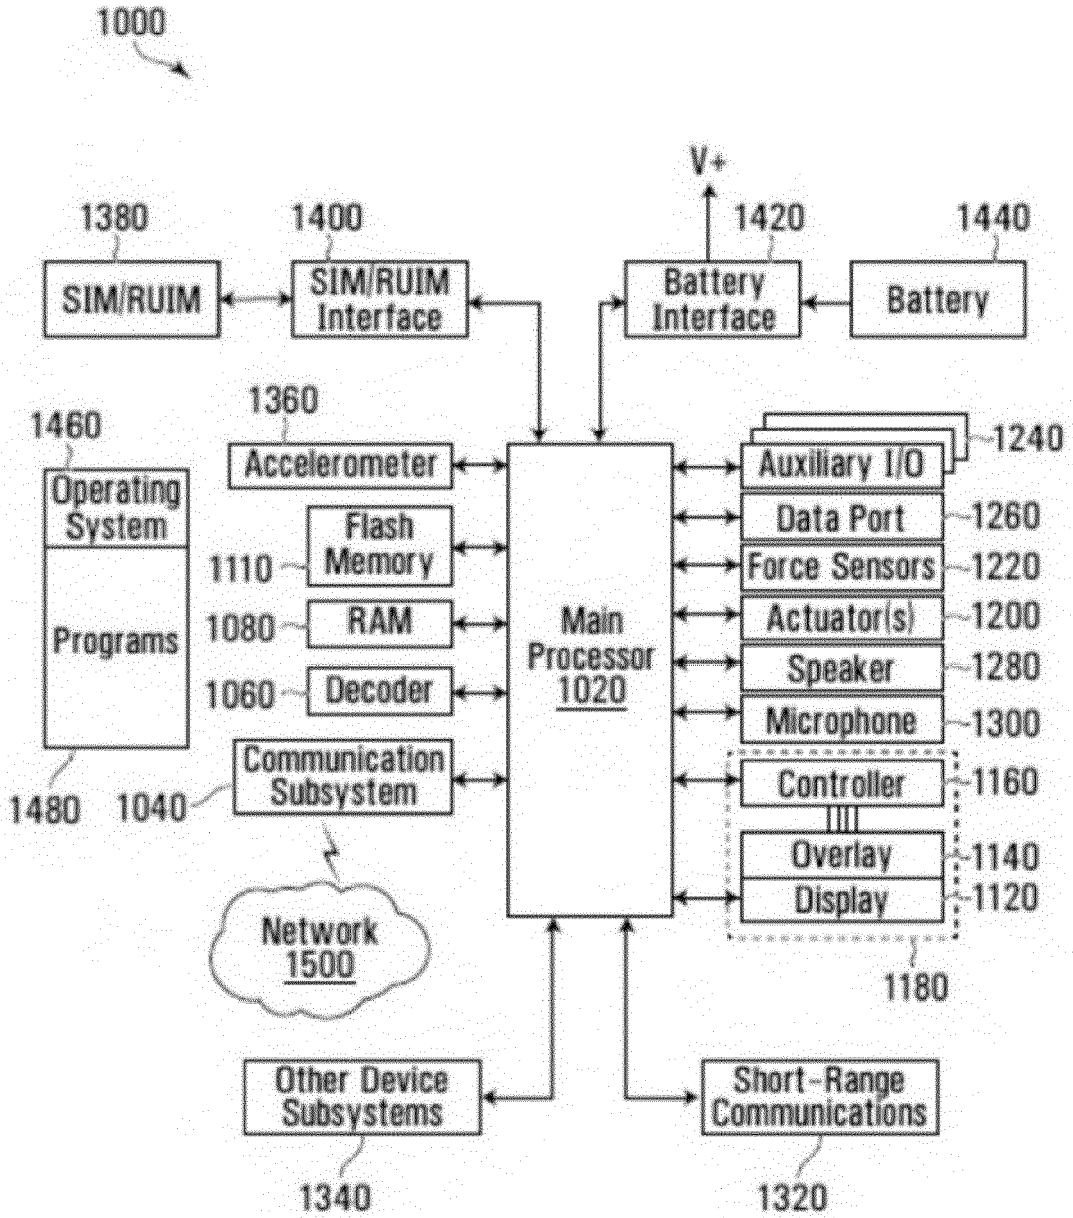 1000
V+
1380
1400
1420
1440
SIM/RUIM
SIM/RUIM
Interface
Battery
Interface
Battery
1360
1460
Accelerometer
Auxiliary I/O
1240
Operating
System
Flash
Memory
1110
Data Port
1260
Force Sensors
1220
RAM
1080
Main
Processor
1020
Actuator(s)
1200
Programs
Speaker
1280
Decoder
1060
Microphone
1300
Communication
Subsystem
1040
1480
Controller
1160
Overlay
1140
Display
1120
Network
1500
1180
Other Device
Subsystems
Short-Range
Communications
1340
1320